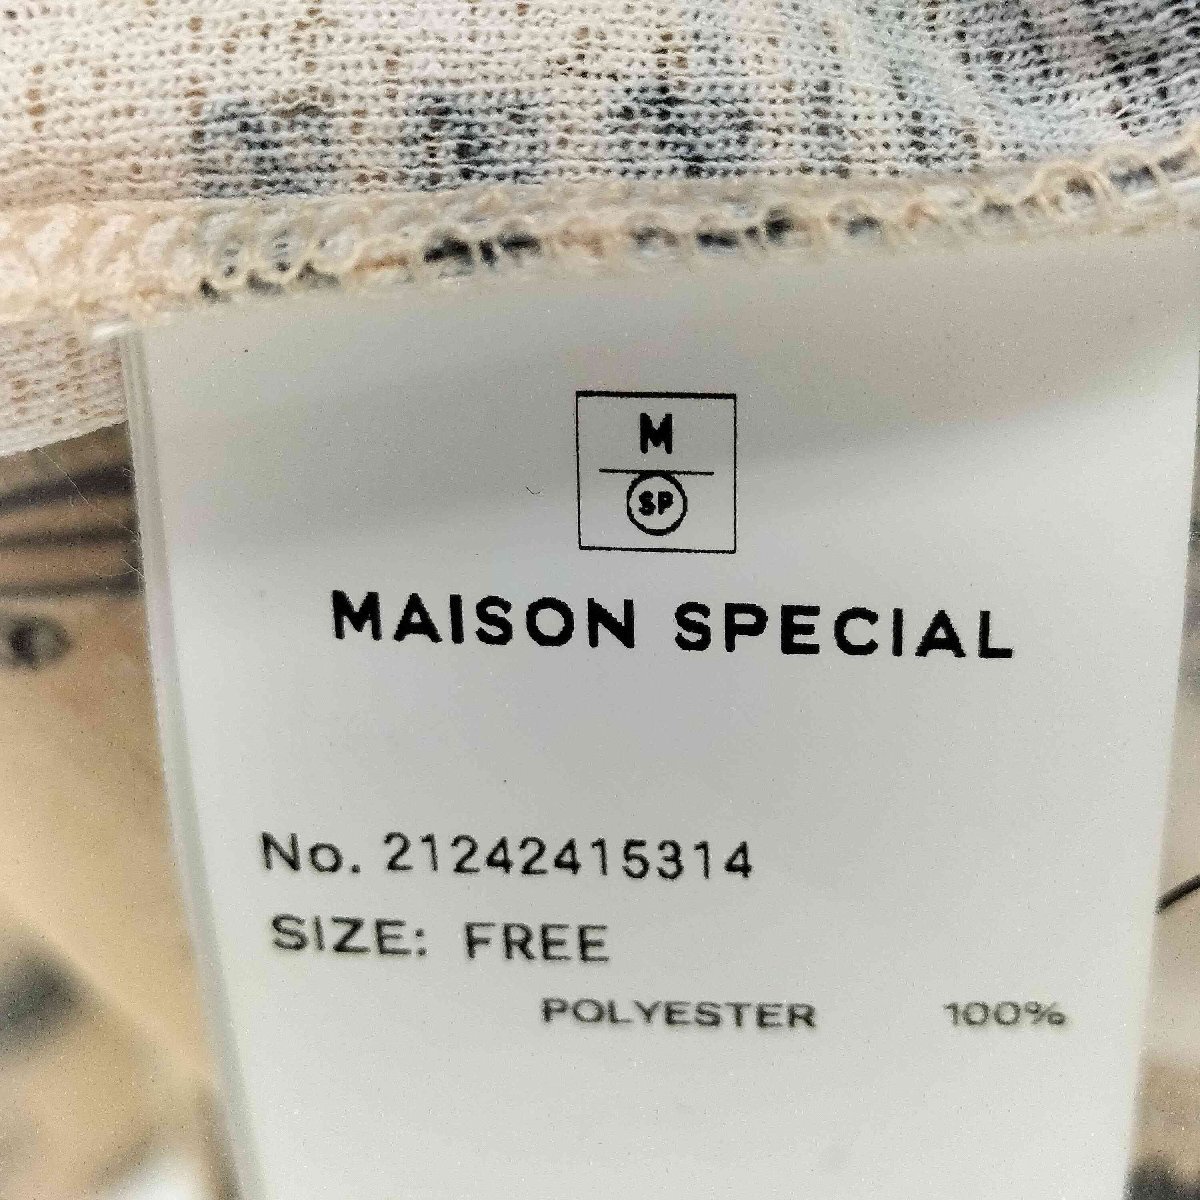 M
SP
MAISON SPECIAL
No. 21242415314
SIZE: FREE
POLYESTER 100%